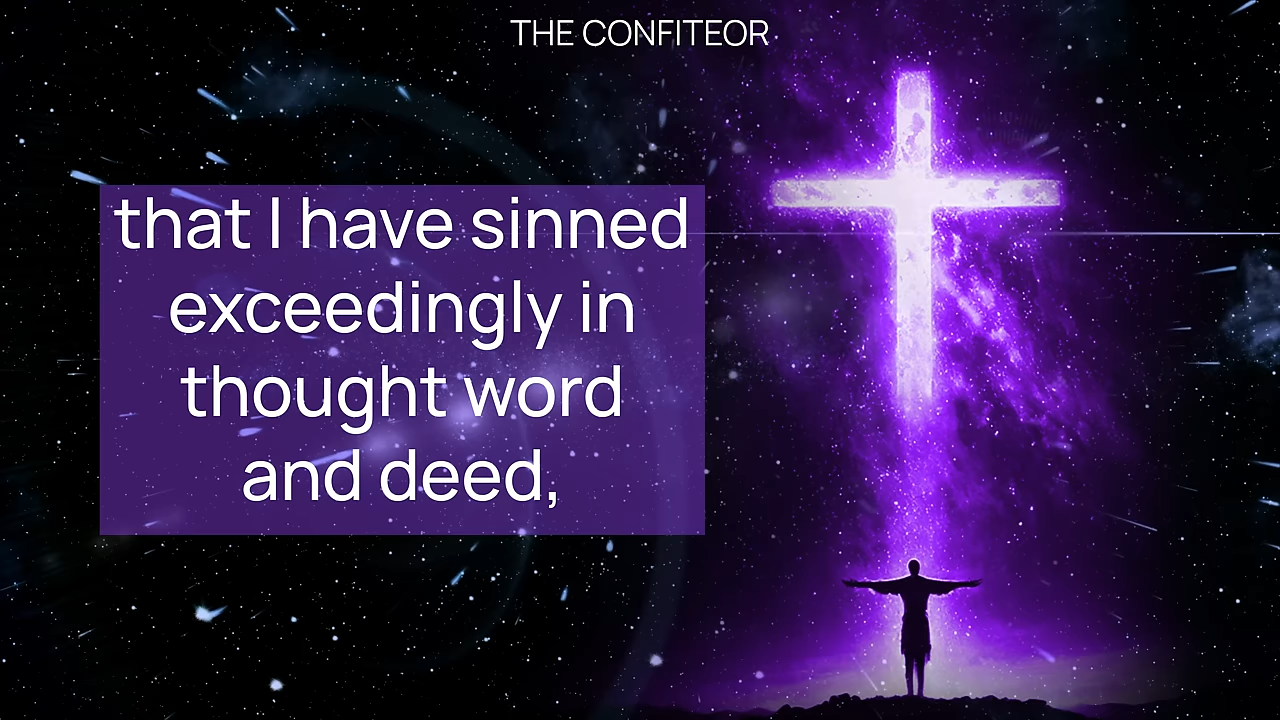 THE CONFITEOR
that I have sinned
exceedingly in
thought word
and deed,